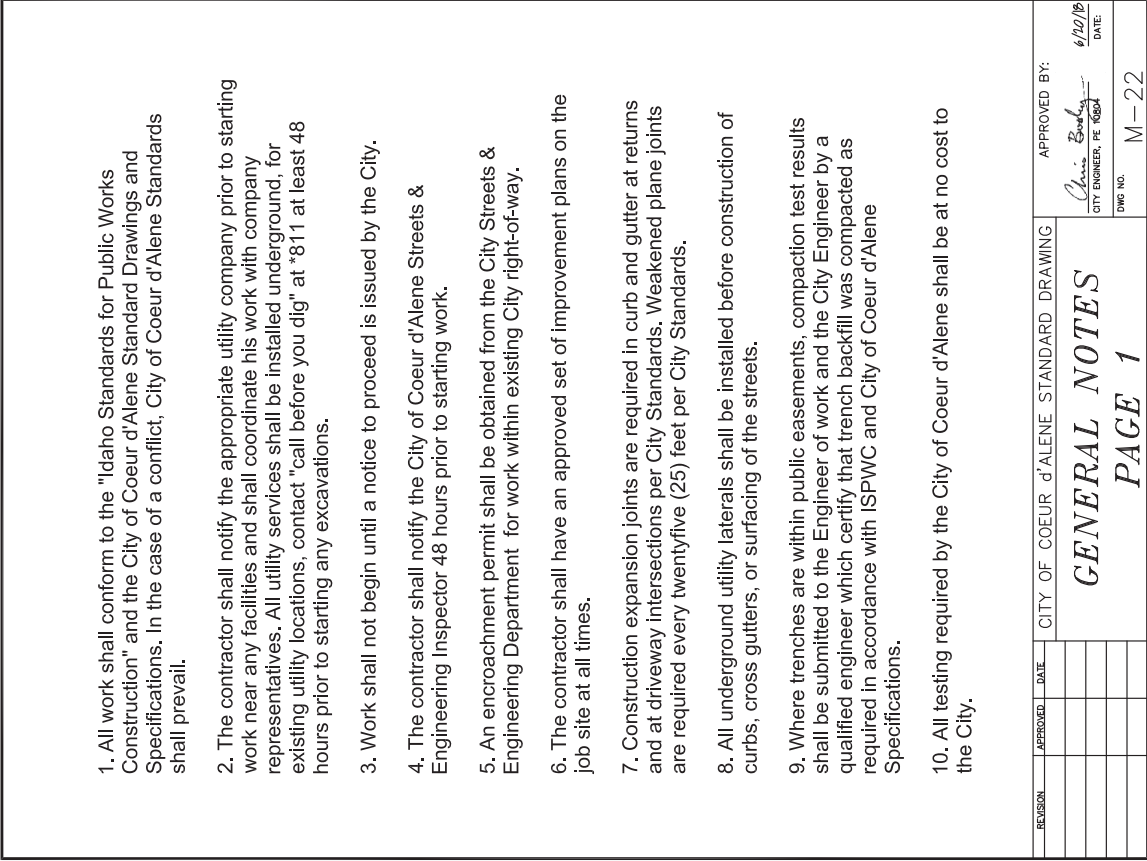 1. All work shall conform to the "Idaho Standards for Public Works
Construction" and the City of Coeur d'Alene Standard Drawings and
Specifications. In the case of a conflict, City of Coeur d'Alene Standards
shall prevail.
2. The contractor shall notify the appropriate utility company prior to starting
work near any facilities and shall coordinate his work with company
representatives. All utility services shall be installed underground, for
existing utility locations, contact "call before you dig" at *811 at least 48
hours prior to starting any excavations.
3. Work shall not begin until a notice to proceed is issued by the City.
4. The contractor shall notify the City of Coeur d'Alene Streets &
Engineering Inspector 48 hours prior to starting work.
5. An encroachment permit shall be obtained from the City Streets &
Engineering Department for work within existing City right-of-way.
6. The contractor shall have an approved set of improvement plans on the
job site at all times.
7. Construction expansion joints are required in curb and gutter at returns
and at driveway intersections per City Standards. Weakened plane joints
are required every twentyfive (25) feet per City Standards.
8. All underground utility laterals shall be installed before construction of
curbs, cross gutters, or surfacing of the streets.
9. Where trenches are within public easements, compaction test results
shall be submitted to the Engineer of work and the City Engineer by a
qualified engineer which certify that trench backfill was compacted as
required in accordance with ISPWC and City of Coeur d'Alene
Specifications.
10. All testing required by the City of Coeur d'Alene shall be at no cost to
the City.
REVISION APPROVED DATE
CITY OF COEUR d'ALENE STANDARD DRAWING
GENERAL NOTES
PAGE 1
APPROVED BY:
Chris Bosley 6/20/18
CITY ENGINEER, PE 10804 DATE:
DWG NO.
M-22